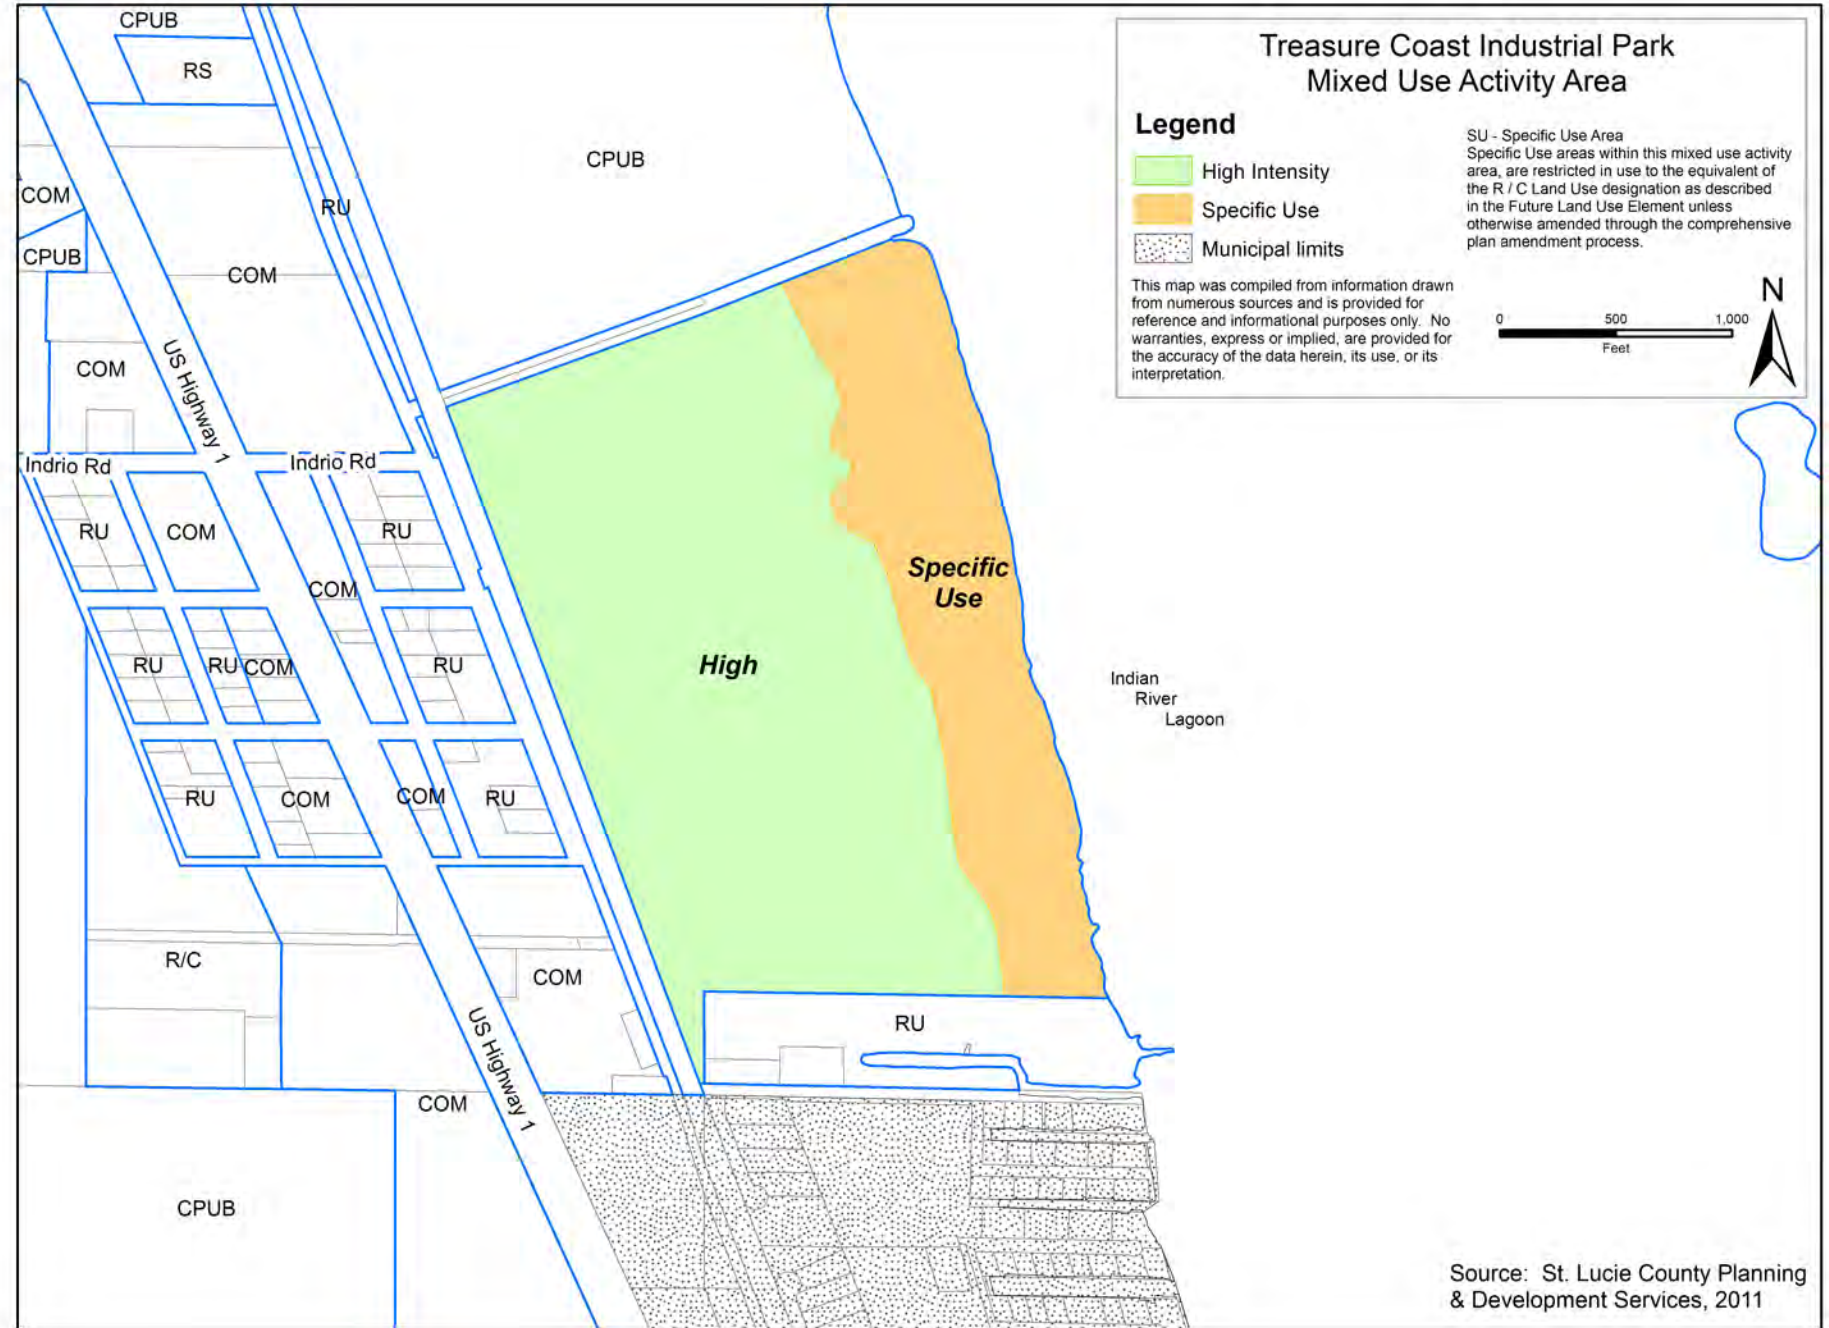 Treasure Coast Industrial Park
Mixed Use Activity Area
Legend
High Intensity
Specific Use
Municipal limits
This map was compiled from information drawn
from numerous sources and is provided for
reference and informational purposes only. No
warranties, express or implied, are provided for
the accuracy of the data herein, its use, or its
interpretation.
SU - Specific Use Area
Specific Use areas within this mixed use activity
area, are restricted in use to the equivalent of
the R / C Land Use designation as described
in the Future Land Use Element unless
otherwise amended through the comprehensive
plan amendment process.
N
0 500 1,000
Feet
CPUB
RS
CPUB
COM
RU
CPUB
COM
COM
US Highway 1
Indrio Rd
Indrio Rd
RU
COM
RU
COM
Specific
Use
High
RU
RU
COM
RU
Indian
River
Lagoon
RU
COM
COM
RU
R/C
COM
US Highway 1
RU
COM
CPUB
Source: St. Lucie County Planning
& Development Services, 2011